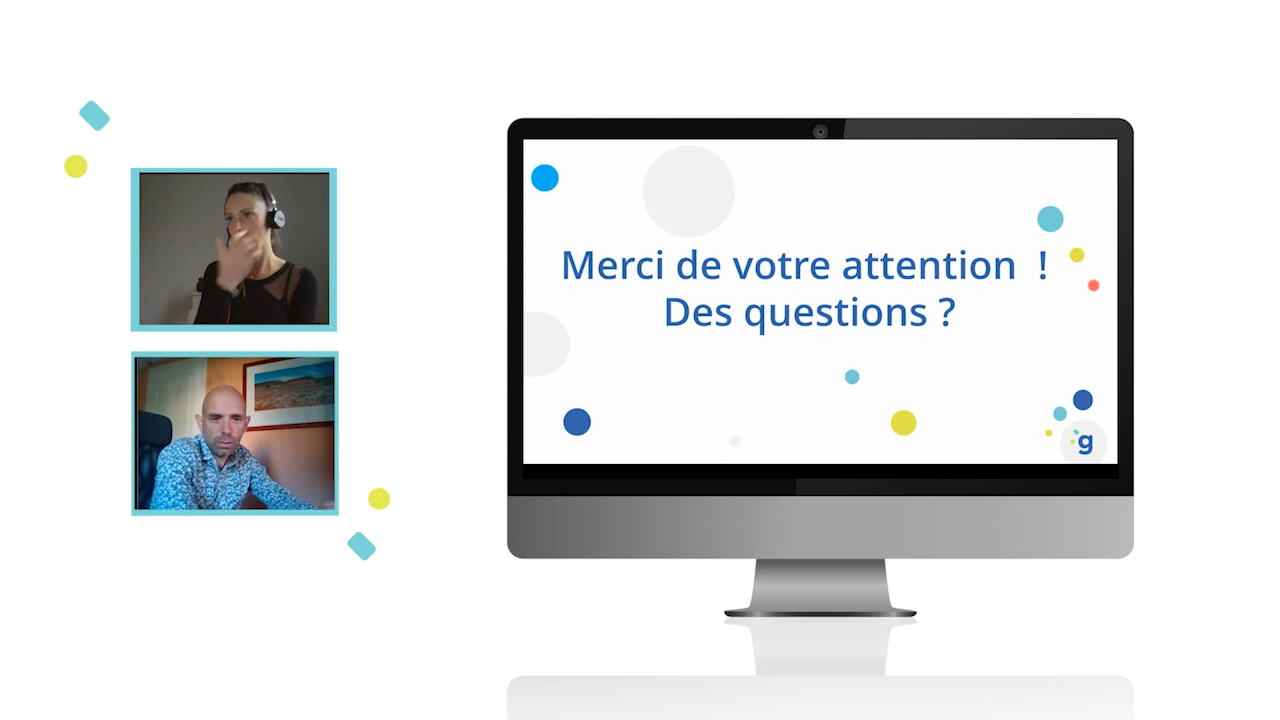 Merci de votre attention !
Des questions ?
g